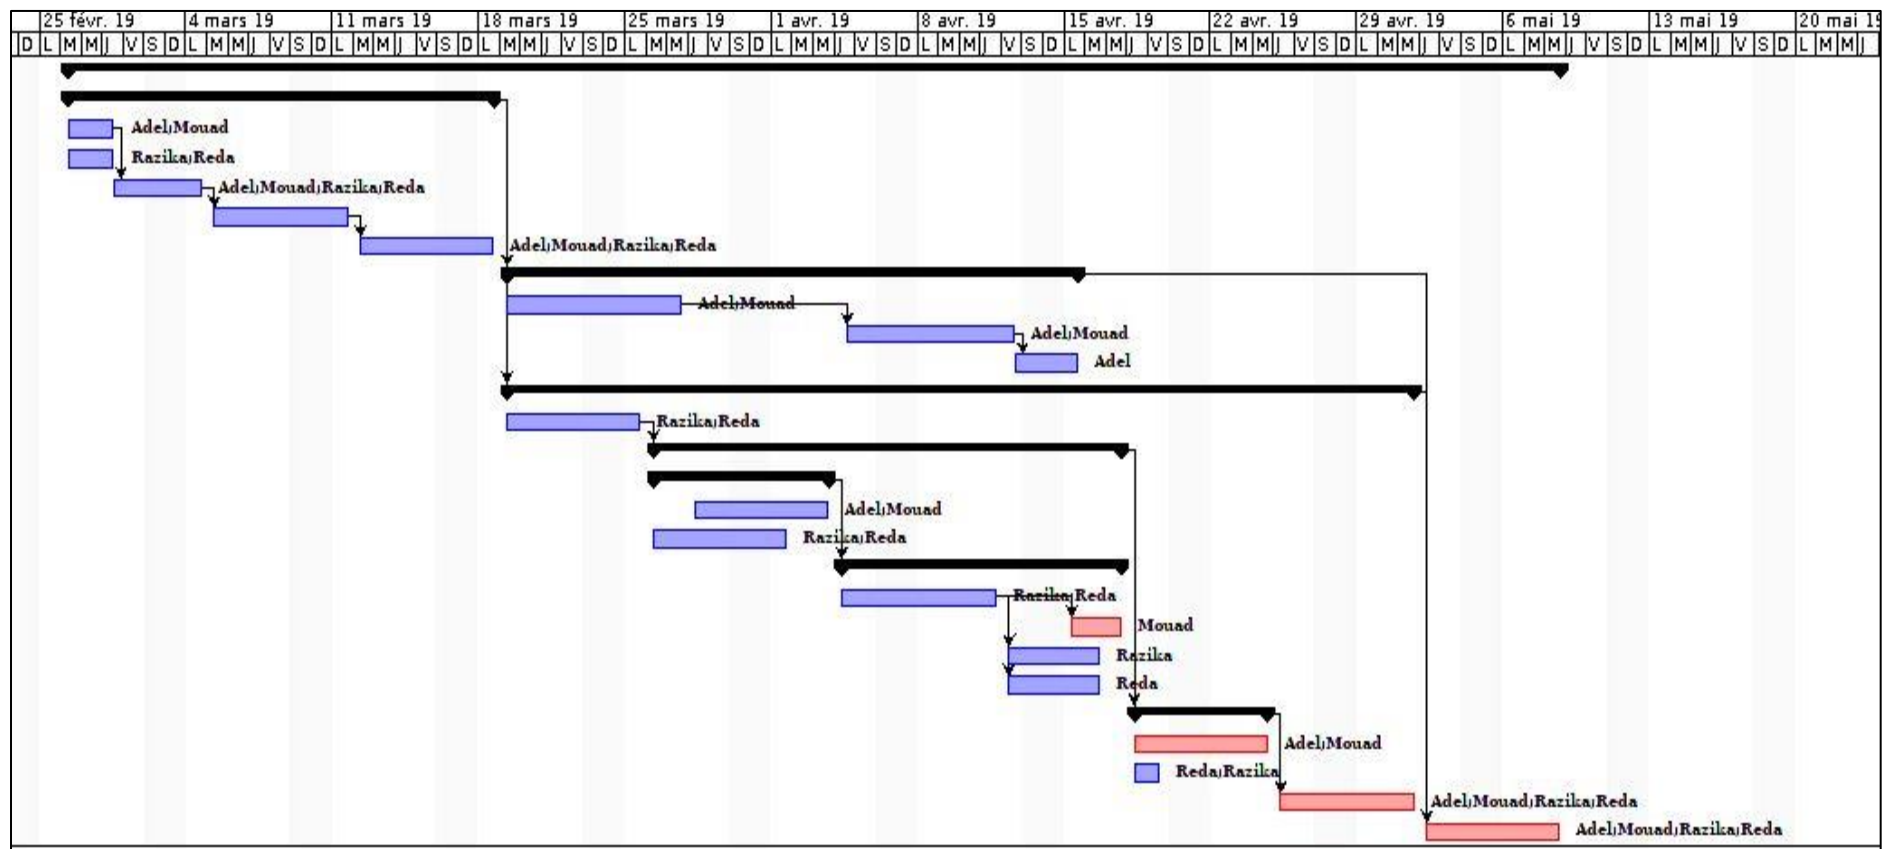 25 févr. 19 4 mars 19 11 mars 19 18 mars 19 25 mars 19 1 avr. 19 8 avr. 19 15 avr. 19 22 avr. 19 29 avr. 19 6 mai 19 13 mai 19 20 mai 19
D L M M J V S D L M M J V S D L M M J V S D L M M J V S D L M M J V S D L M M J V S D L M M J V S D L M M J V S D L M M J V S D L M M J V S D L M M J V S D L M M J V S D L M M J
Adel;Mouad
Razika;Reda
Adel;Mouad;Razika;Reda
Adel;Mouad;Razika;Reda
Adel;Mouad
Adel;Mouad
Adel
Razika;Reda
Adel;Mouad
Razika;Reda
Razika;Reda
Mouad
Razika
Reda
Adel;Mouad
Reda;Razika
Adel;Mouad;Razika;Reda
Adel;Mouad;Razika;Reda